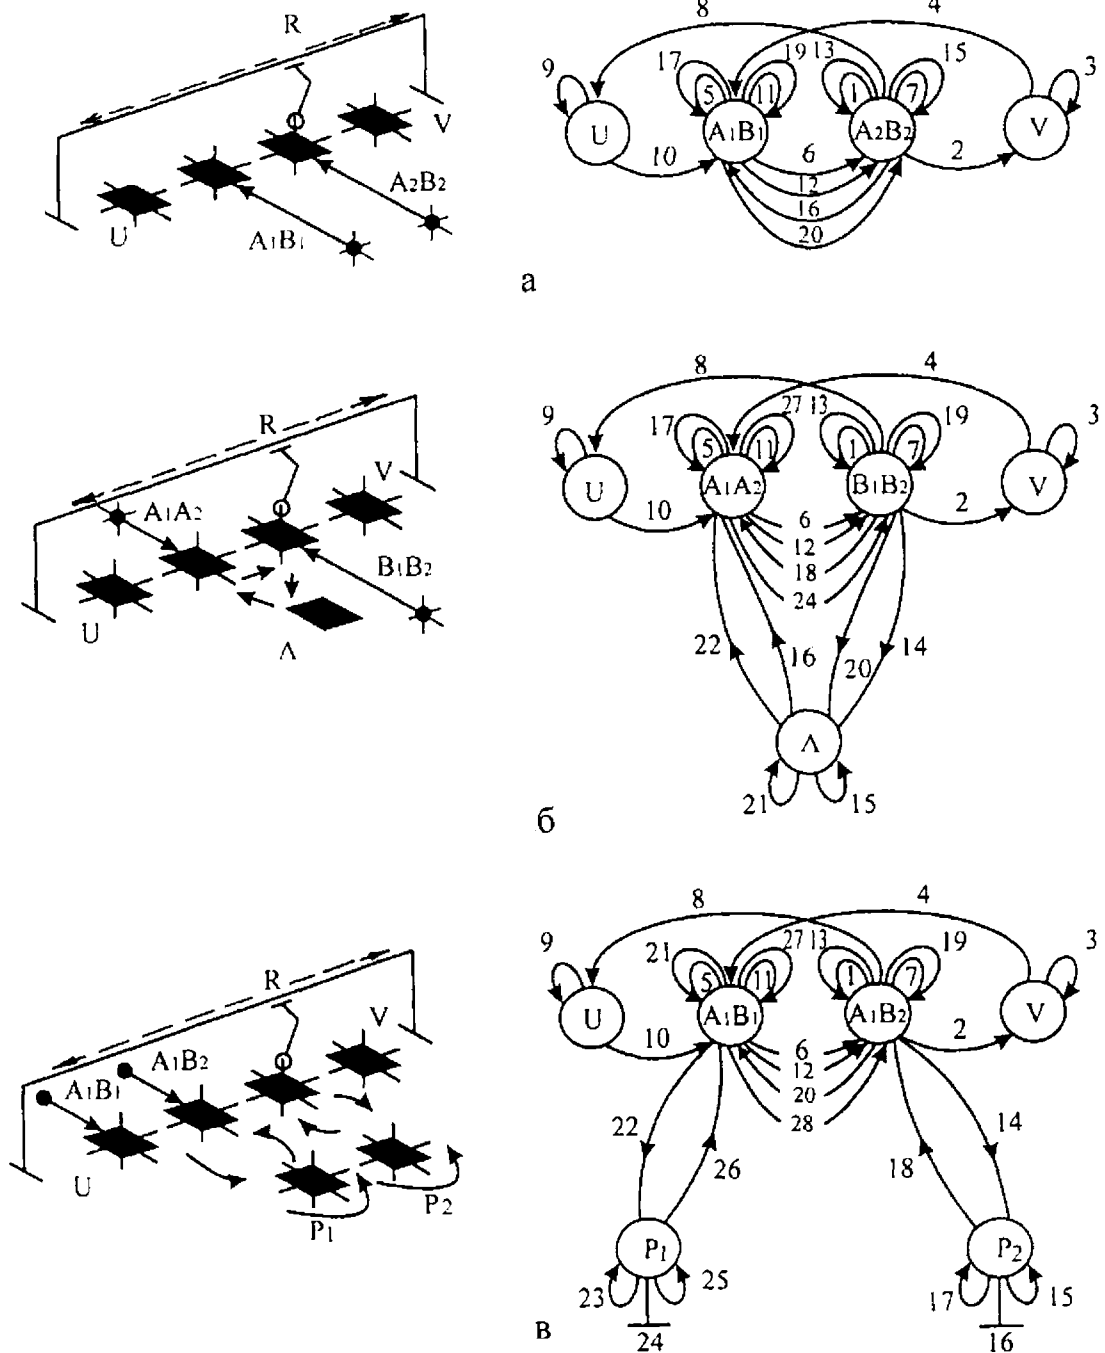 R
V
A2B2
A1B1
U
8 4
9 17 19 13 15 3
5 11 1 7
U A1B1 A2B2 V
10 6 2
12
16
20
а
R
V
A1A2
B1B2
U
Λ
8 4
9 17 27 13 19 3
5 11 1 7
U A1A2 B1B2 V
10 6 2
12
18
24
22 16 20 14
Λ
21 15
б
R
V
A1B2
A1B1
U
P2
P1
8 4
9 21 27 13 19 3
5 11 1 7
U A1B1 A1B2 V
10 6 2
12
20
28
22 14
26 18
P1 P2
23 25 17 15
24 16
в